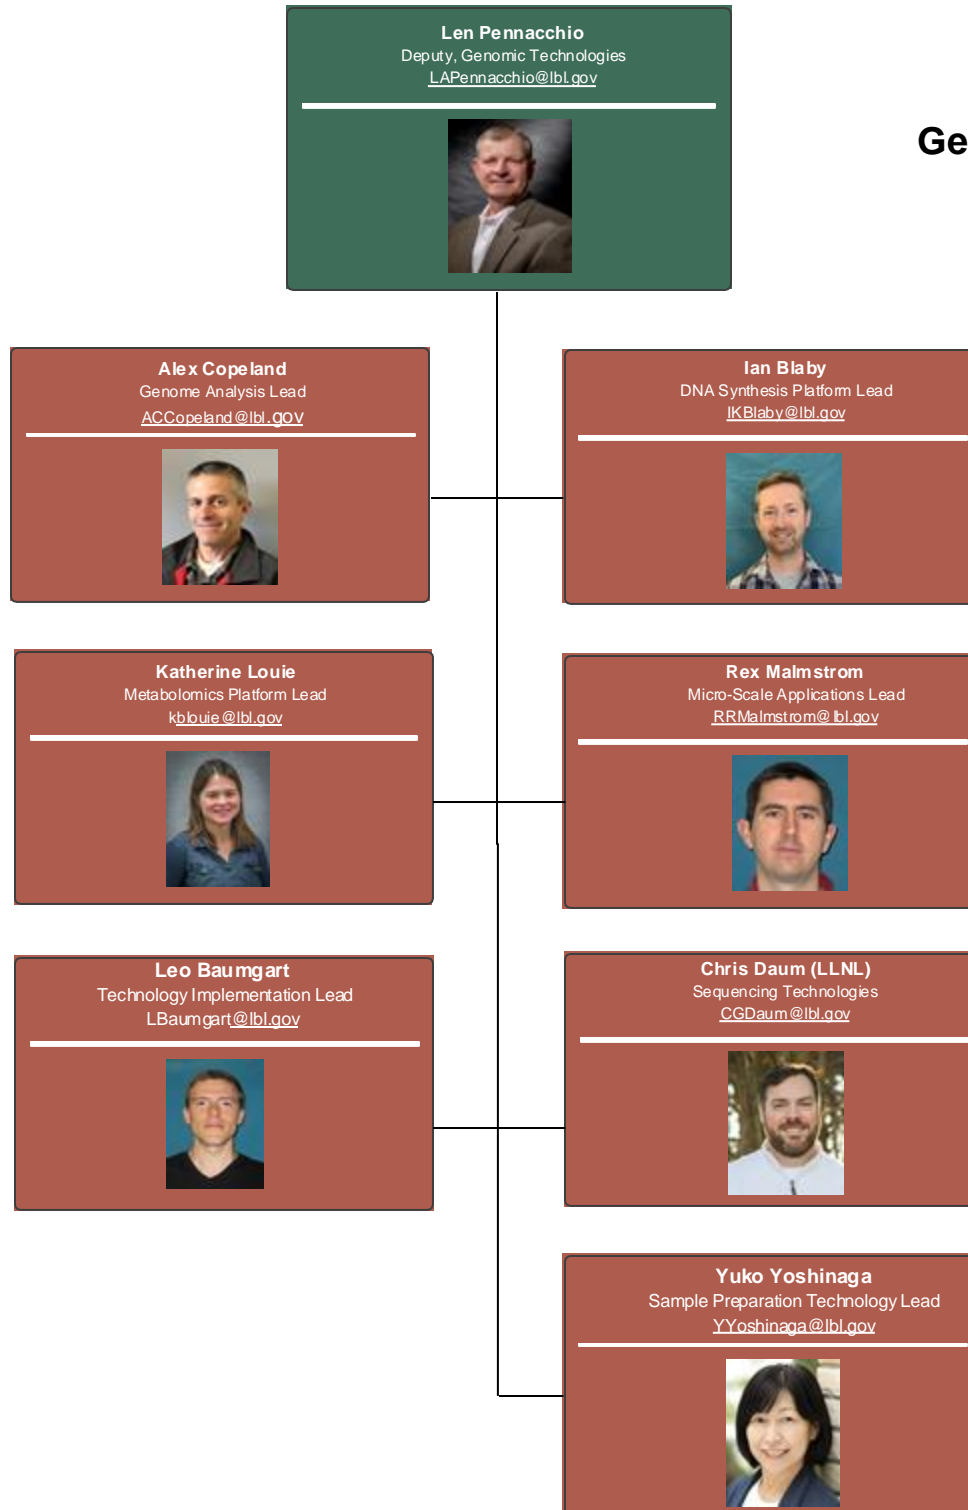 Len Pennacchio
Deputy, Genomic Technologies
LAPennacchio@lbl.gov
Ge
Alex Copeland
Genome Analysis Lead
ACCopeland@lbl.gov
Ian Blaby
DNA Synthesis Platform Lead
IKBlaby@lbl.gov
Katherine Louie
Metabolomics Platform Lead
kblouie@lbl.gov
Rex Malmstrom
Micro-Scale Applications Lead
RRMalmstrom@lbl.gov
Leo Baumgart
Technology Implementation Lead
LBaumgart@lbl.gov
Chris Daum (LLNL)
Sequencing Technologies
CGDaum@lbl.gov
Yuko Yoshinaga
Sample Preparation Technology Lead
YYoshinaga@lbl.gov